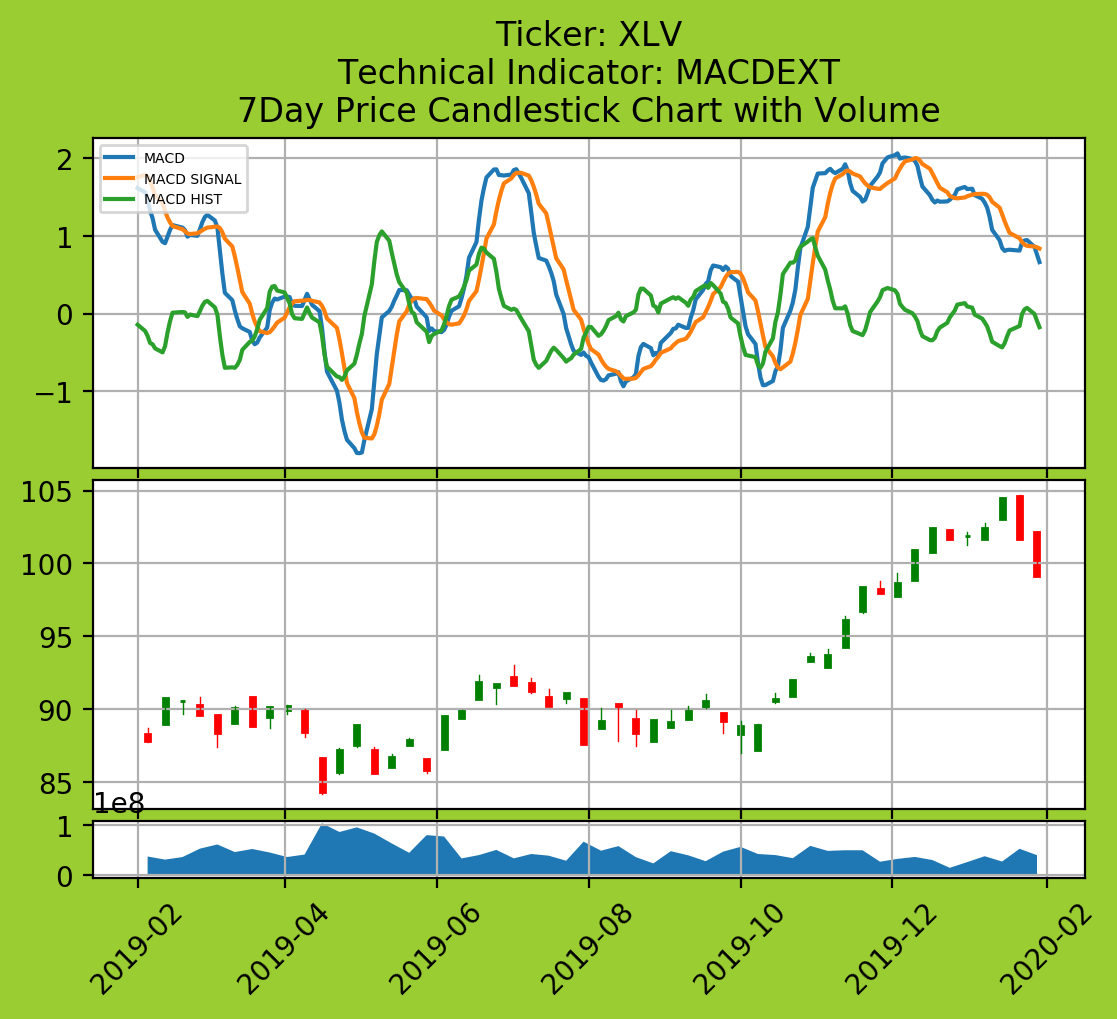 Ticker: XLV
Technical Indicator: MACDEXT
7Day Price Candlestick Chart with Volume
MACD
MACD SIGNAL
MACD HIST
2
1
0
−1
105
100
95
90
85
1e8
1
0
2019-02
2019-04
2019-06
2019-08
2019-10
2019-12
2020-02